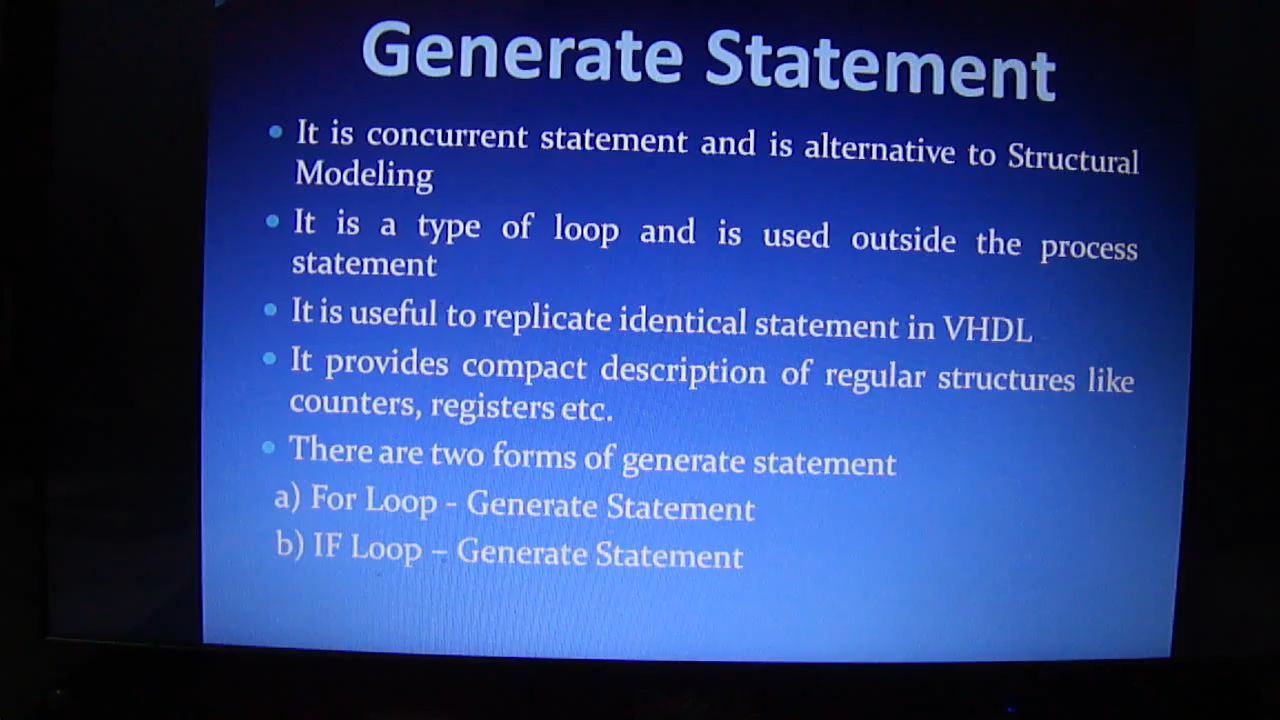 Generate Statement
It is concurrent statement and is alternative to Structural
Modeling
It is a type of loop and is used outside the process
statement
It is useful to replicate identical statement in VHDL
It provides compact description of regular structures like
counters, registers etc.
There are two forms of generate statement
a) For Loop - Generate Statement
b) IF Loop – Generate Statement